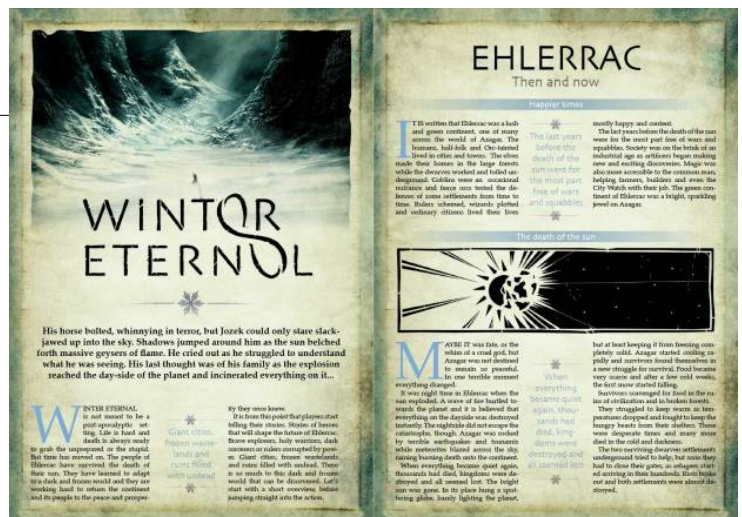 WINTER
ETERNAL
His horse bolted, whinnying in terror, but Jozek could only stare slack-
jawed up into the sky. Shadows jumped around him as the sun belched
forth massive geysers of flame. He cried out as he struggled to understand
what he was seeing. His last thought was of his family as the explosion
reached the day-side of the planet and incinerated everything on it...
WINTER ETERNAL
is not meant to be a
post-apocalyptic set-
ting. Life is hard and
death is always ready
to grab the unprepared or the stupid.
But time has moved on. The people of
Ehlerrac have survived the death of
their sun. They have learned to adapt
to a dark and frozen world and they are
working hard to return the continent
and its people to the peace and prosper-
Giant cities,
frozen waste-
lands and
ruins filled
with undead
ity they once knew.
It is from this point that players start
telling their stories. Stories of heroes
that will shape the future of Ehlerrac.
Brave explorers, holy warriors, dark
sorcerers or rulers corrupted by pow-
er. Giant cities, frozen wastelands
and ruins filled with undead. There
is so much to this dark and frozen
world that can be discovered. Let's
start with a short overview, before
jumping straight into the action.
EHLERRAC
Then and now
Happier times
IT IS written that Ehlerrac was a lush
and green continent, one of many
across the world of Azagar. The
humans, half-folk and Orc-tainted
lived in cities and towns. The elves
made their homes in the large forests
while the dwarves worked and toiled un-
derground. Goblins were an occasional
nuisance and fierce orcs tested the de-
fences of some settlements from time to
time. Rulers schemed, wizards plotted
and ordinary citizens lived their lives
The last years
before the
death of the
sun were for
the most part
free of wars
and squabbles
mostly happy and content.
The last years before the death of the sun
were for the most part free of wars and
squabbles. Society was on the brink of an
industrial age as artificers began making
new and exciting discoveries. Magic was
also more accessible to the common man,
helping farmers, builders and even the
City Watch with their job. The green con-
tinent of Ehlerrac was a bright, sparkling
jewel on Azagar.
The death of the sun
MAYBE IT was fate, or the
whim of a cruel god, but
Azagar was not destined
to remain so peaceful.
In one terrible moment
everything changed.
It was night time in Ehlerrac when the
sun exploded. A wave of fire hurtled to-
wards the planet and it is believed that
everything on the dayside was destroyed
instantly. The nightside did not escape the
catastrophe, though. Azagar was rocked
by terrible earthquakes and tsunamis
while meteorites blazed across the sky,
raining burning death onto the continent.
When everything became quiet again,
thousands had died, kingdoms were de-
stroyed and all seemed lost. The bright
sun was gone. In its place hung a sput-
tering globe, barely lighting the planet,
When
everything
became quiet
again, thou-
sands had
died, king-
doms were
destroyed and
all seemed lost
but at least keeping it from freezing com-
pletely solid. Azagar started cooling ra-
pidly and survivors found themselves in
a new struggle for survival. Food became
very scarce and after a few cold weeks,
the first snow started falling.
Survivors scavenged for food in the ru-
ins of civilization and in broken forests.
They struggled to keep warm as tem-
peratures dropped and fought to keep the
hungry beasts from their shelters. These
were desperate times and many more
died in the cold and darkness.
The two surviving dwarven settlements
underground tried to help, but soon they
had to close their gates, as refugees start-
ed arriving in their hundreds. Riots broke
out and both settlements were almost de-
stroyed.